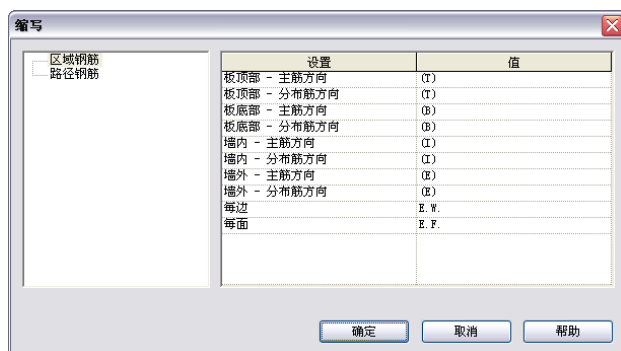 缩写
区域钢筋
路径钢筋
设置 值
板顶部 - 主筋方向 (T)
板顶部 - 分布筋方向 (T)
板底部 - 主筋方向 (B)
板底部 - 分布筋方向 (B)
墙内 - 主筋方向 (I)
墙内 - 分布筋方向 (I)
墙外 - 主筋方向 (E)
墙外 - 分布筋方向 (E)
每边 E.W.
每面 E.F.
确定 取消 帮助